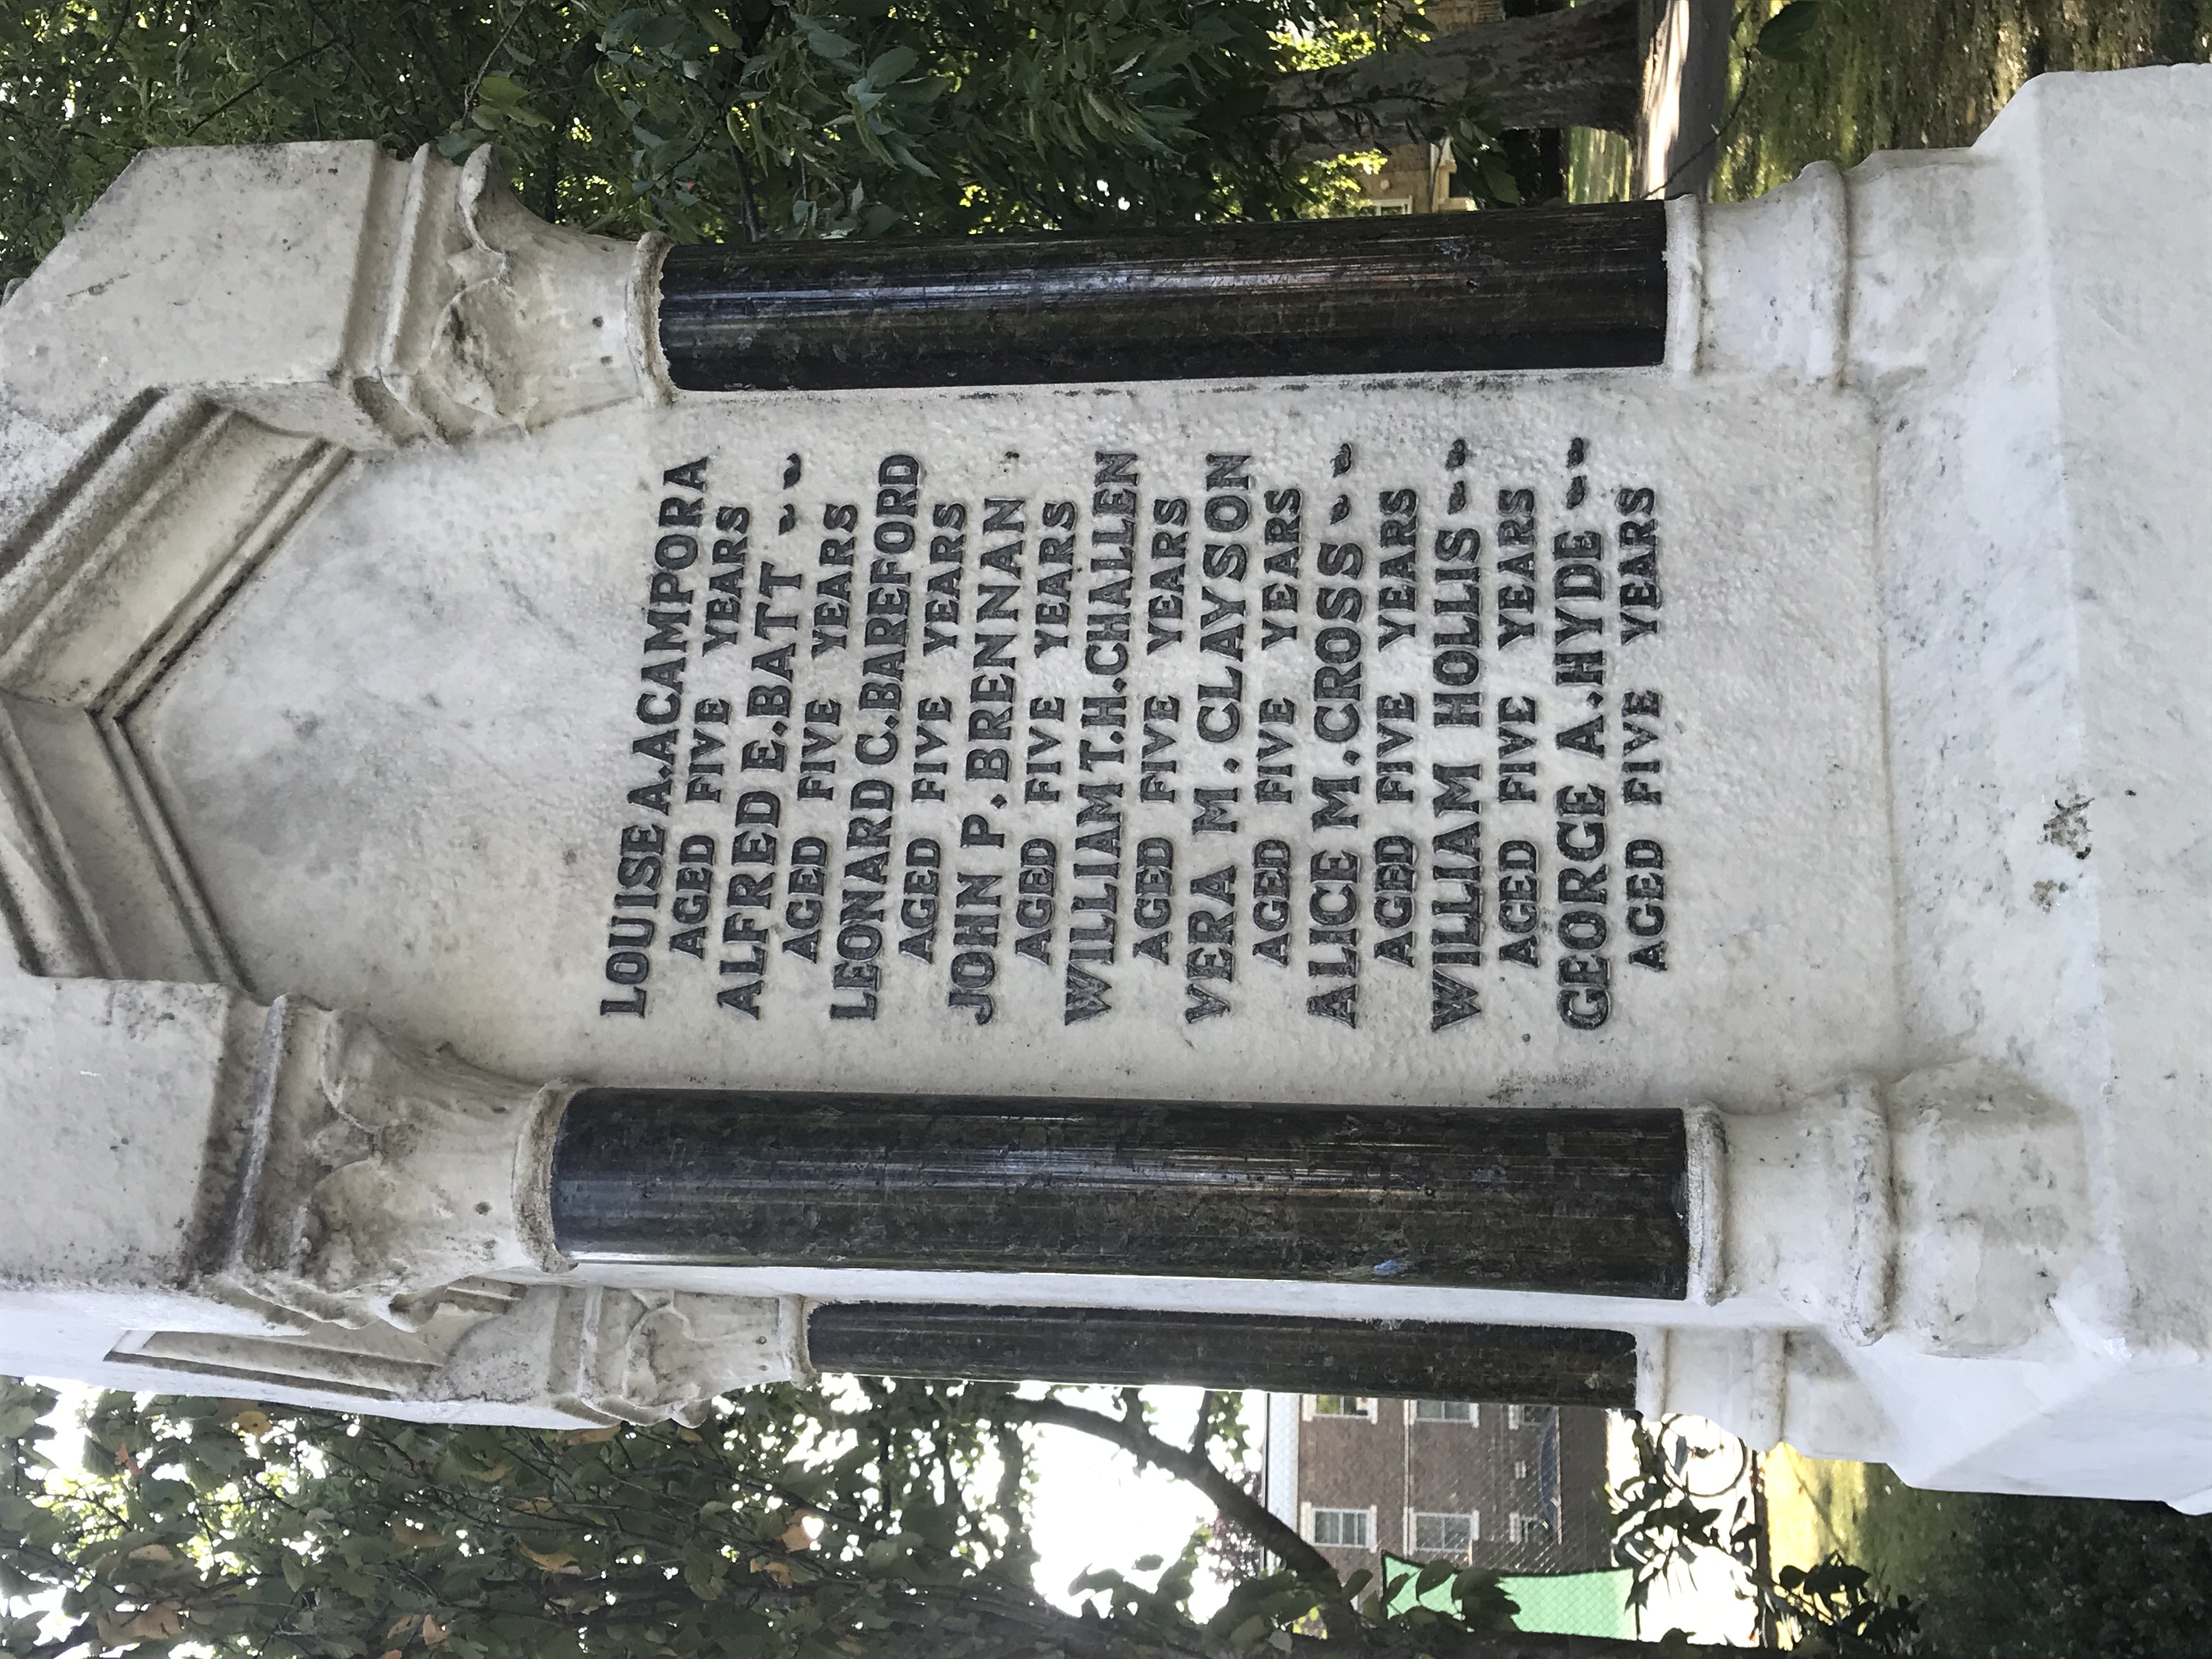 LOUISE A. ACAMPORA
AGED FIVE YEARS
ALFRED E. BATT
AGED FIVE YEARS
LEONARD C. BAREFORD
AGED FIVE YEARS
JOHN P. BRENNAN
AGED FIVE YEARS
WILLIAM T. H. CHALLEN
AGED FIVE YEARS
VERA M. CLAYSON
AGED FIVE YEARS
ALICE M. CROSS
AGED FIVE YEARS
WILLIAM HOLLIS
AGED FIVE YEARS
GEORGE A. HYDE
AGED FIVE YEARS